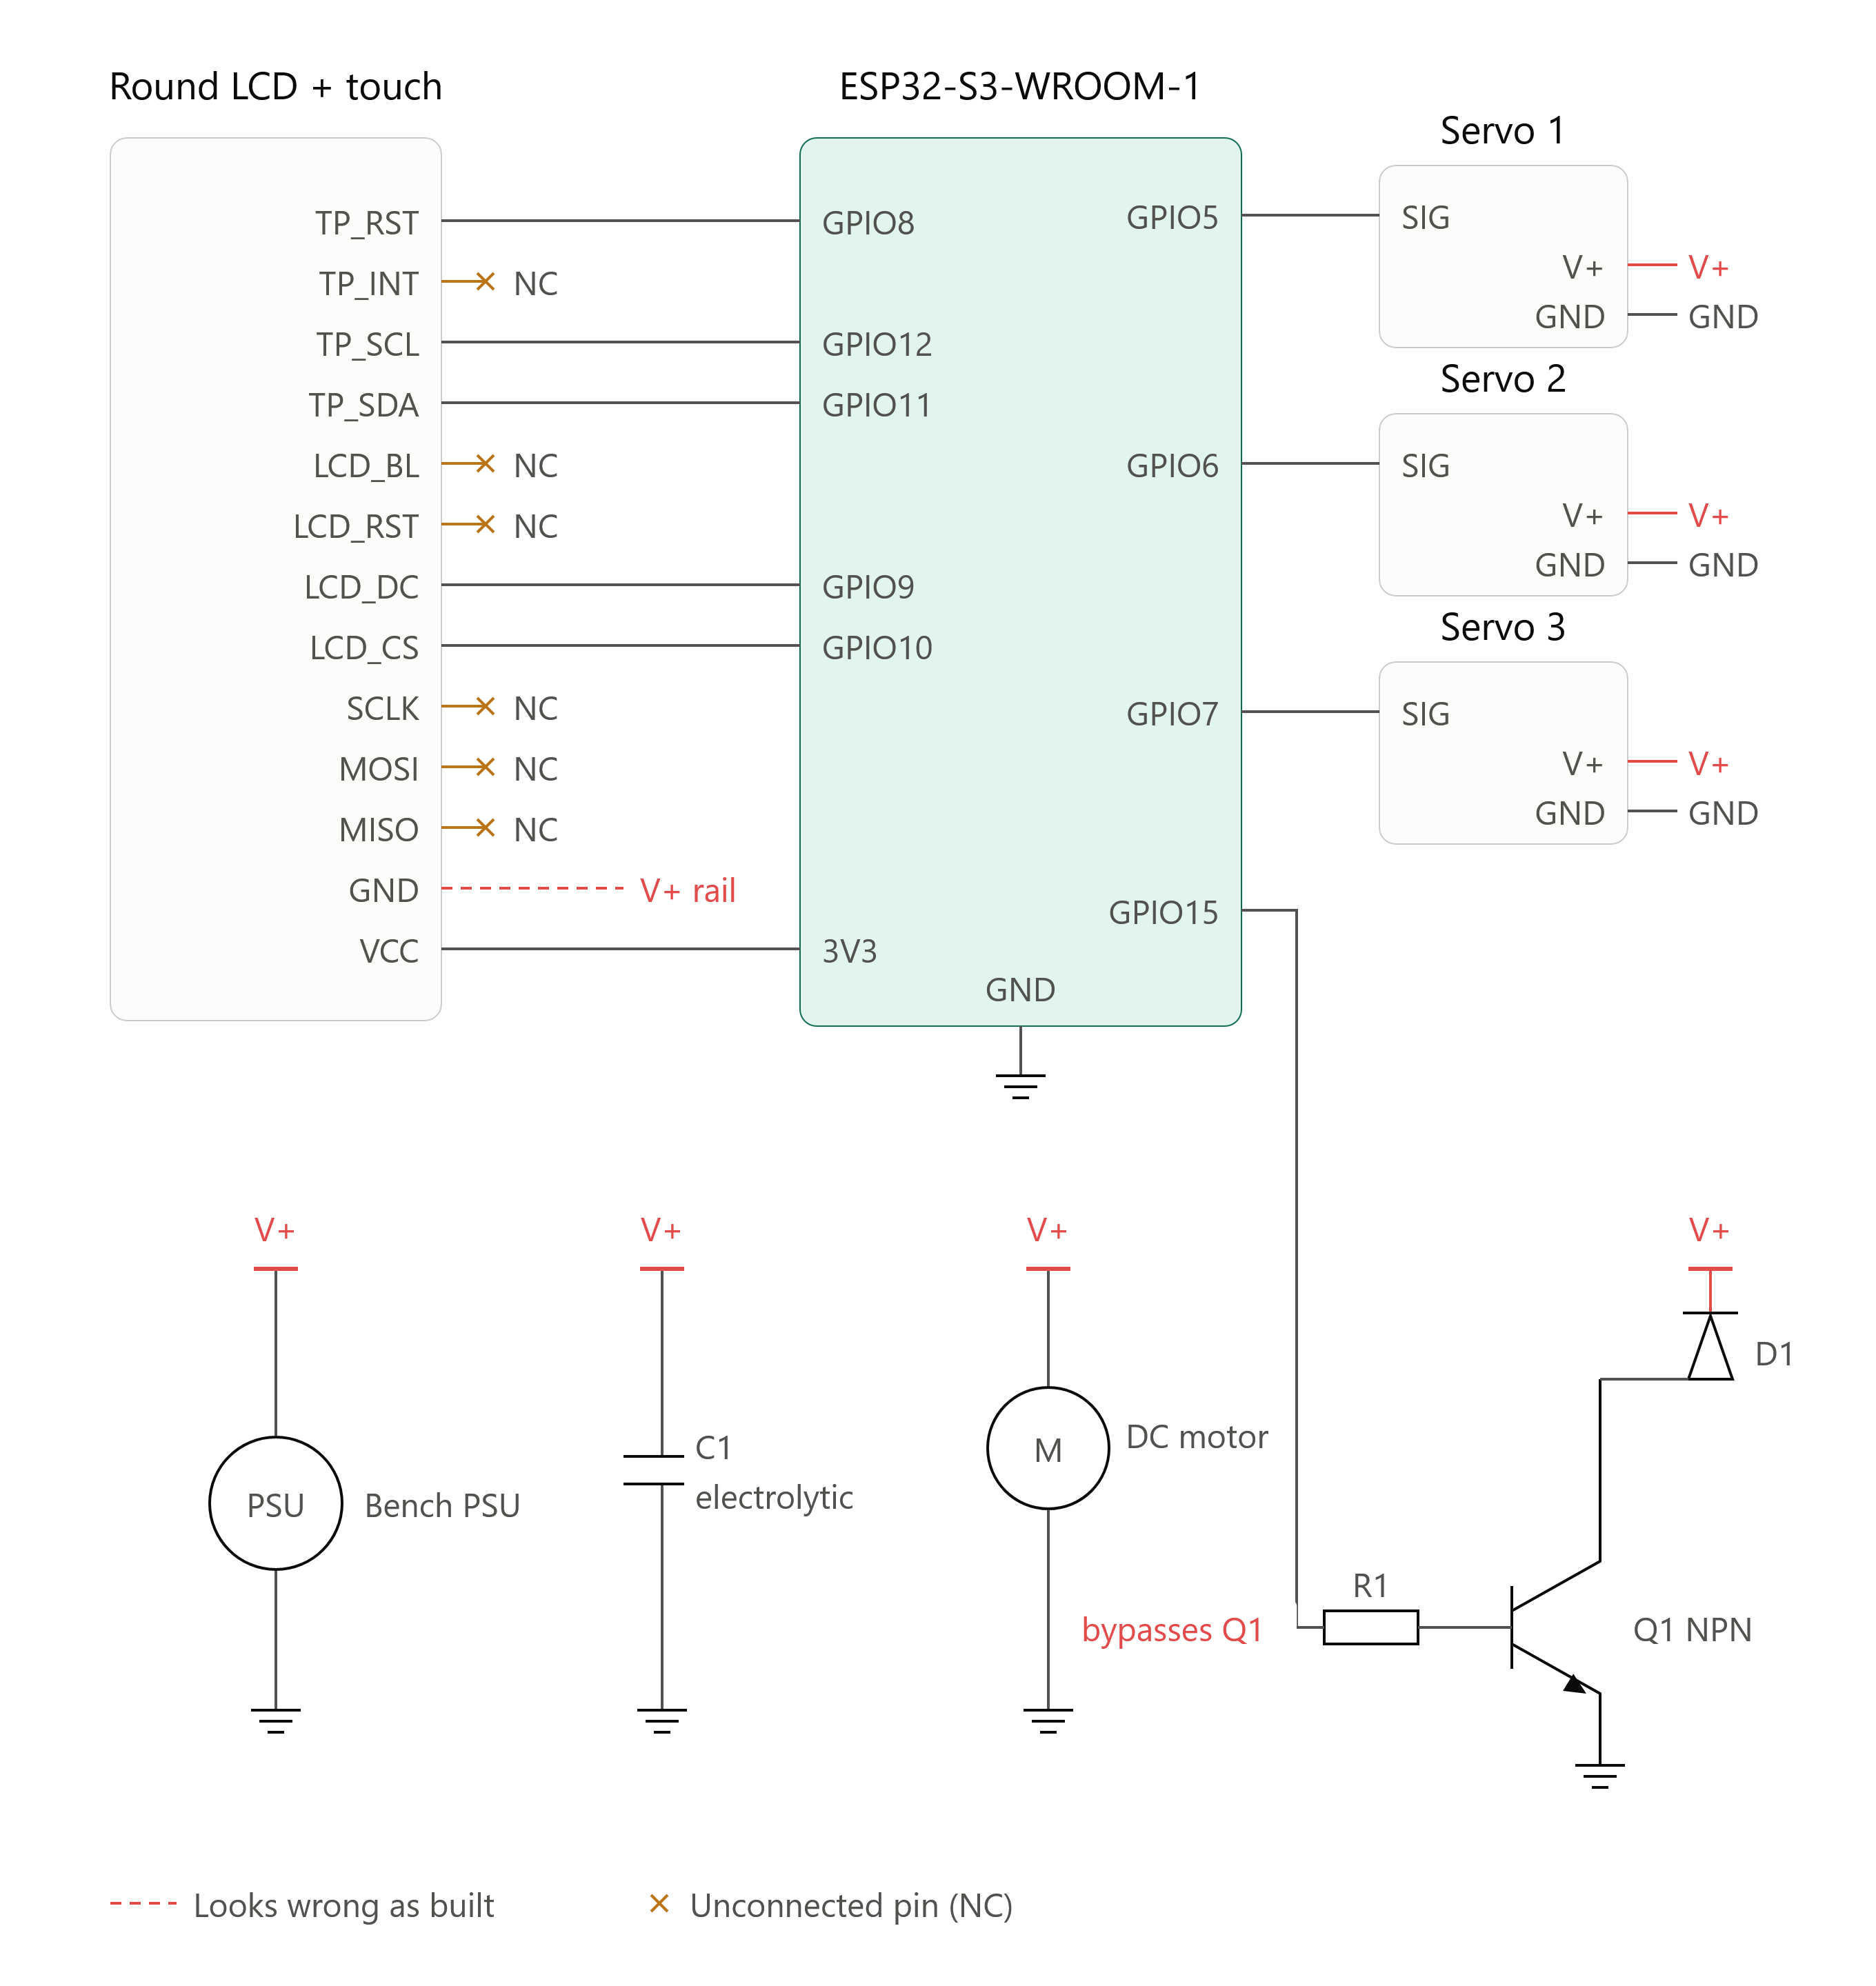 Round LCD + touch
ESP32-S3-WROOM-1
Servo 1
TP_RST
TP_INT
NC
TP_SCL
TP_SDA
LCD_BL
NC
LCD_RST
NC
LCD_DC
LCD_CS
SCLK
NC
MOSI
NC
MISO
NC
GND
V+ rail
VCC
GPIO8
GPIO12
GPIO11
GPIO9
GPIO10
3V3
GND
GPIO5
GPIO6
GPIO7
GPIO15
SIG
V+
V+
GND
GND
Servo 2
SIG
V+
V+
GND
GND
Servo 3
SIG
V+
V+
GND
GND
V+
PSU
Bench PSU
V+
C1
electrolytic
V+
M
DC motor
bypasses Q1
R1
V+
D1
Q1 NPN
Looks wrong as built
Unconnected pin (NC)